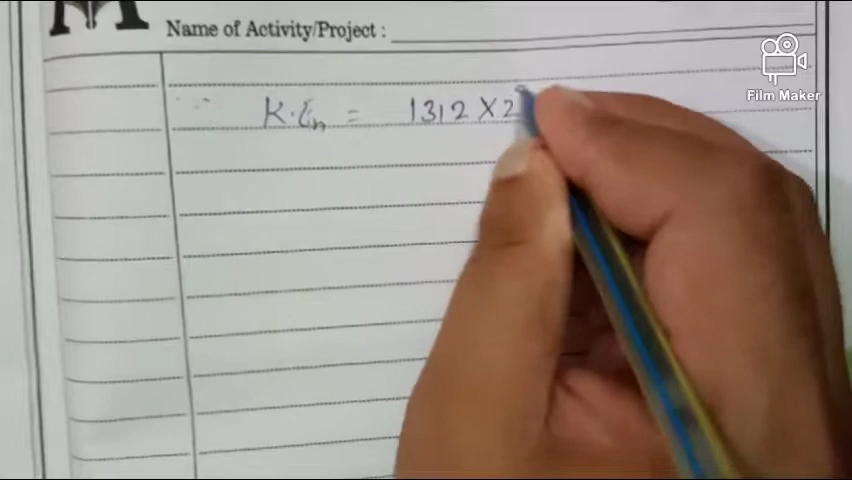 Name of Activity/Project :
Film Maker
K.En = 1312 X 2